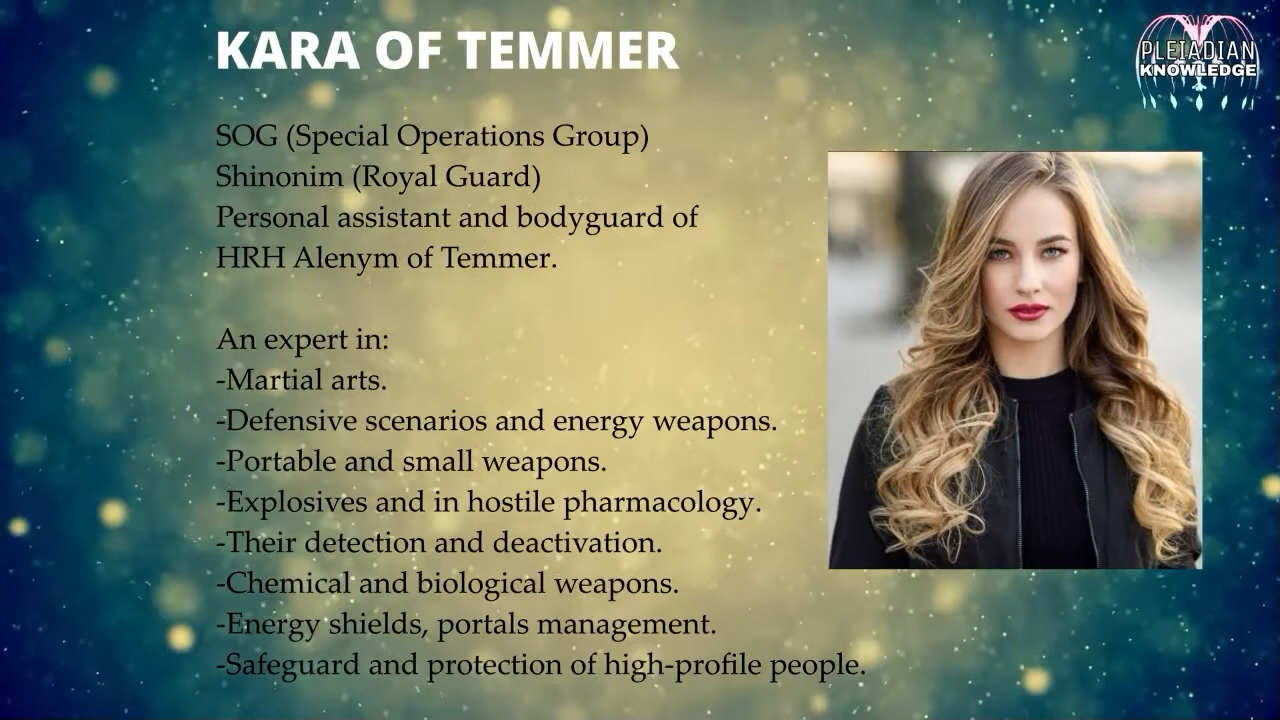 KARA OF TEMMER
PLEIADIAN
KNOWLEDGE
SOG (Special Operations Group)
Shinonim (Royal Guard)
Personal assistant and bodyguard of
HRH Alenym of Temmer.
An expert in:
-Martial arts.
-Defensive scenarios and energy weapons.
-Portable and small weapons.
-Explosives and in hostile pharmacology.
-Their detection and deactivation.
-Chemical and biological weapons.
-Energy shields, portals management.
-Safeguard and protection of high-profile people.